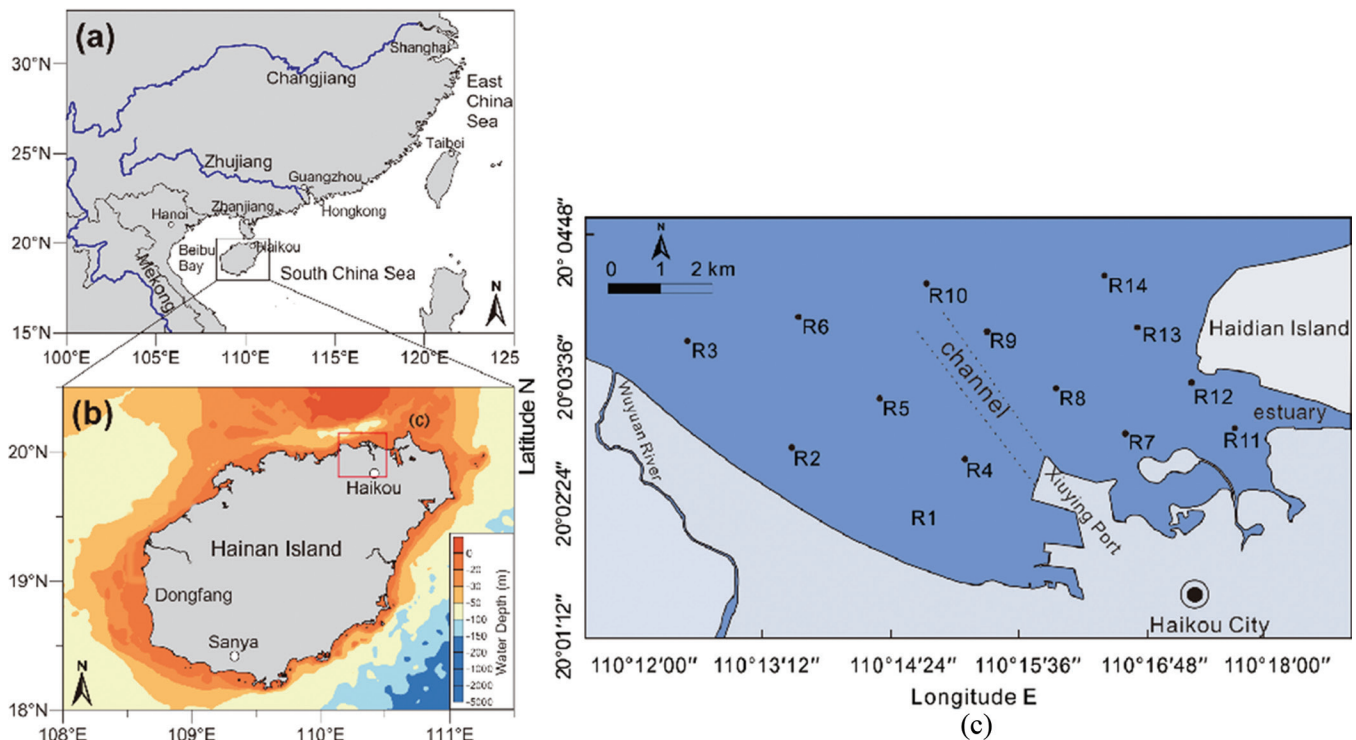 (a)
30°N
25°N
20°N
15°N
100°E
105°E
110°E
115°E
120°E
125
Shanghai
Changjiang
East
China
Sea
Taibei
Zhujiang
Guangzhou
Hanoi
Zhanjiang
Hongkong
Beibu
Bay
Haikou
South China Sea
Mekong
N
(b)
(c)
20°N
19°N
18°N
108°E
109°E
110°E
111°E
Haikou
Hainan Island
Dongfang
Sanya
N
0
-20
-30
-50
-100
-150
-200
-1000
-2000
-5000
Water Depth (m)
Latitude N
20° 04'48''
20°03'36''
20°02'24''
20°01'12''
N
0 1 2 km
R10
R14
R6
R9
R13
Haidian Island
R3
channel
R5
R8
R12
estuary
Wuyuan River
R2
R4
R7
R11
R1
Xiuying Port
Haikou City
110°12'00''
110°13'12''
110°14'24''
110°15'36''
110°16'48''
110°18'00''
Longitude E
(c)